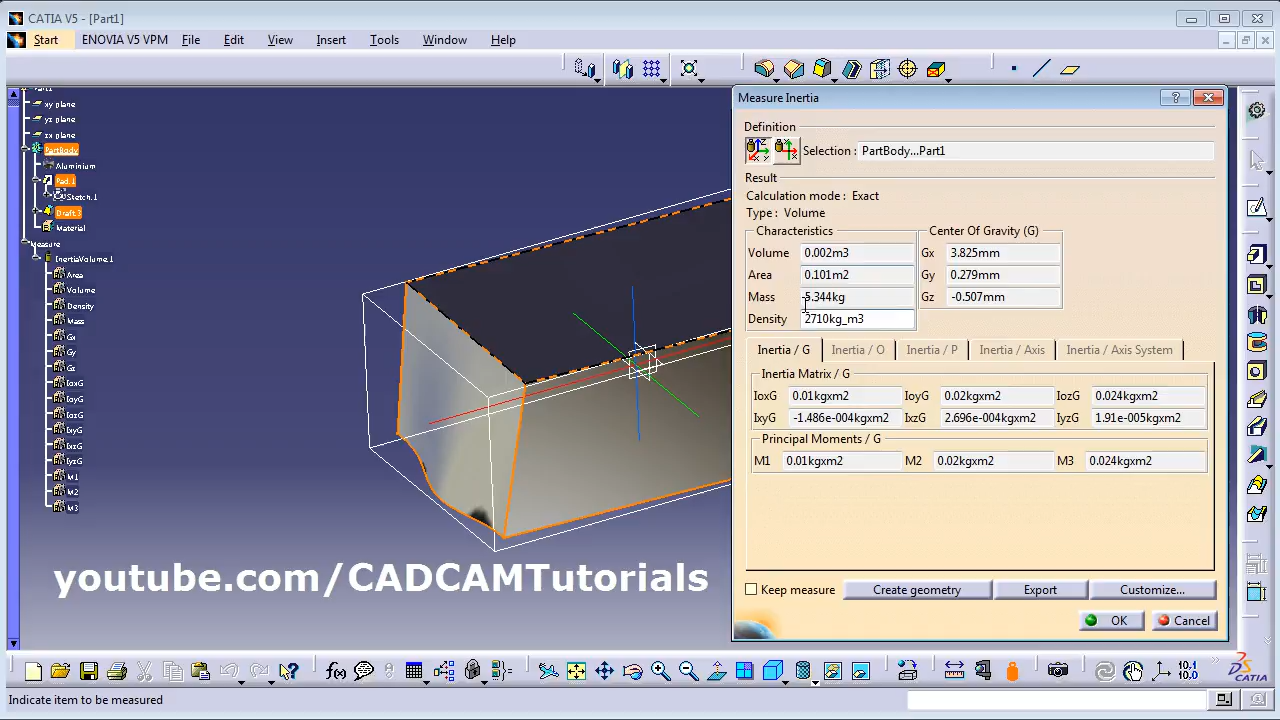 CATIA V5 - [Part1]
Start ENOVIA V5 VPM File Edit View Insert Tools Window Help
Part1
xy plane
yz plane
zx plane
PartBody
Aluminium
Pad.1
Sketch.1
Draft.3
Material
Measure
InertiaVolume.1
Area
Volume
Density
Mass
Gx
Gy
Gz
IoxG
IoyG
IozG
IxyG
IxzG
IyzG
M1
M2
M3
youtube.com/CADCAMTutorials
Measure Inertia
Definition
Selection : PartBody...Part1
Result
Calculation mode : Exact
Type : Volume
Characteristics
Volume 0.002m3
Area 0.101m2
Mass 5.344kg
Density 2710kg_m3
Center Of Gravity (G)
Gx 3.825mm
Gy 0.279mm
Gz -0.507mm
Inertia / G Inertia / O Inertia / P Inertia / Axis Inertia / Axis System
Inertia Matrix / G
IoxG 0.01kgxm2 IoyG 0.02kgxm2 IozG 0.024kgxm2
IxyG -1.486e-004kgxm2 IxzG 2.696e-004kgxm2 IyzG 1.91e-005kgxm2
Principal Moments / G
M1 0.01kgxm2 M2 0.02kgxm2 M3 0.024kgxm2
Keep measure Create geometry Export Customize...
OK Cancel
f(x)
10.1
10.0
CATIA
Indicate item to be measured